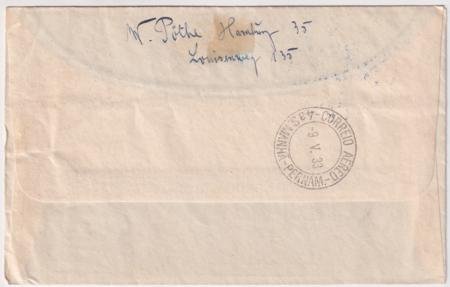 W. Pöthe Hamburg 35
Louisenweg 135
CORREIO AEREO
9 V. 33
PERNAM.